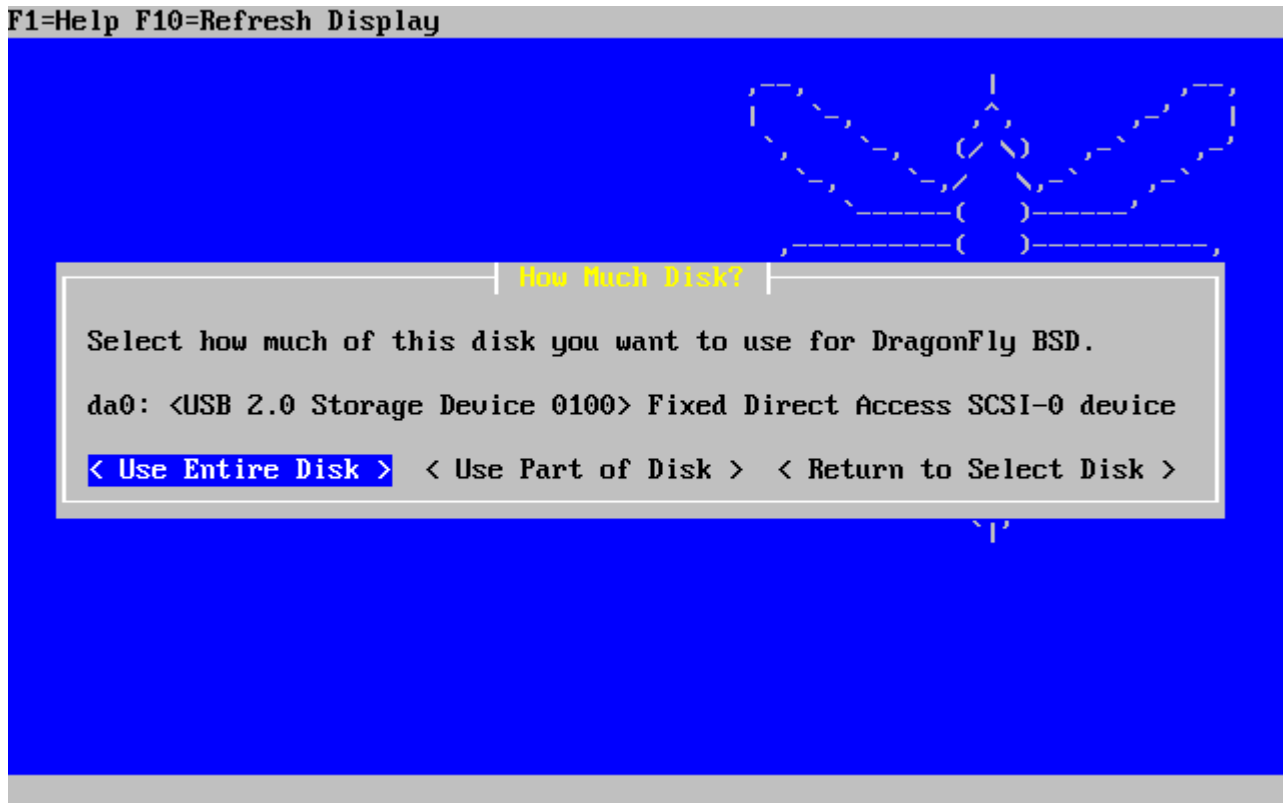 F1=Help F10=Refresh Display
How Much Disk?
Select how much of this disk you want to use for DragonFly BSD.
da0: <USB 2.0 Storage Device 0100> Fixed Direct Access SCSI-0 device
< Use Entire Disk > < Use Part of Disk > < Return to Select Disk >